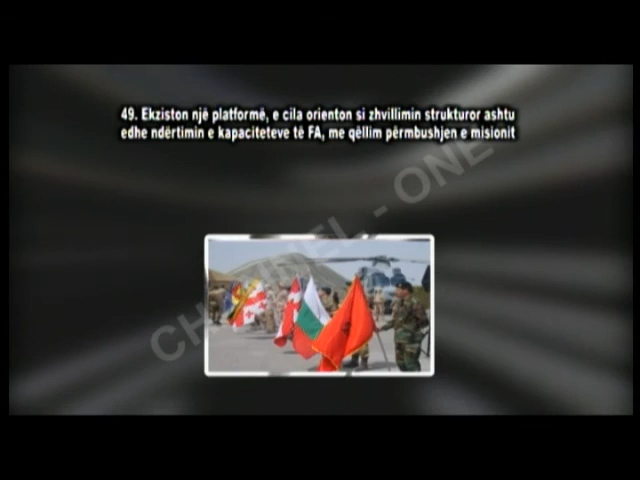 49. Ekziston një platformë, e cila orienton si zhvillimin strukturor ashtu
edhe ndërtimin e kapaciteteve të FA, me qëllim përmbushjen e misionit
CHANNEL - ONE